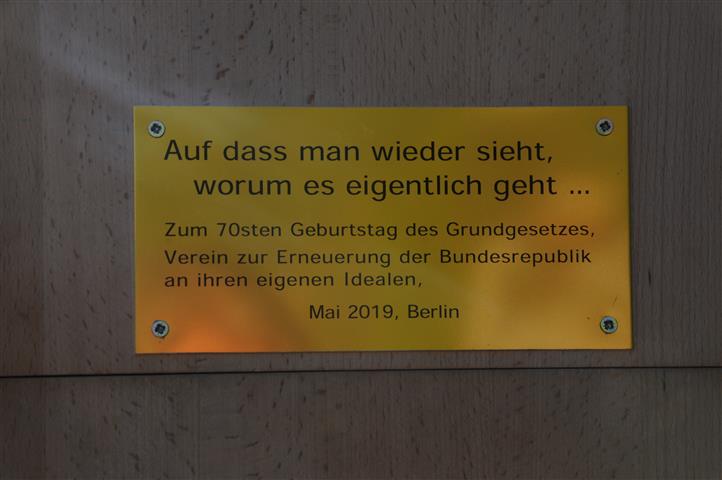 Auf dass man wieder sieht,
worum es eigentlich geht ...
Zum 70sten Geburtstag des Grundgesetzes,
Verein zur Erneuerung der Bundesrepublik
an ihren eigenen Idealen,
Mai 2019, Berlin